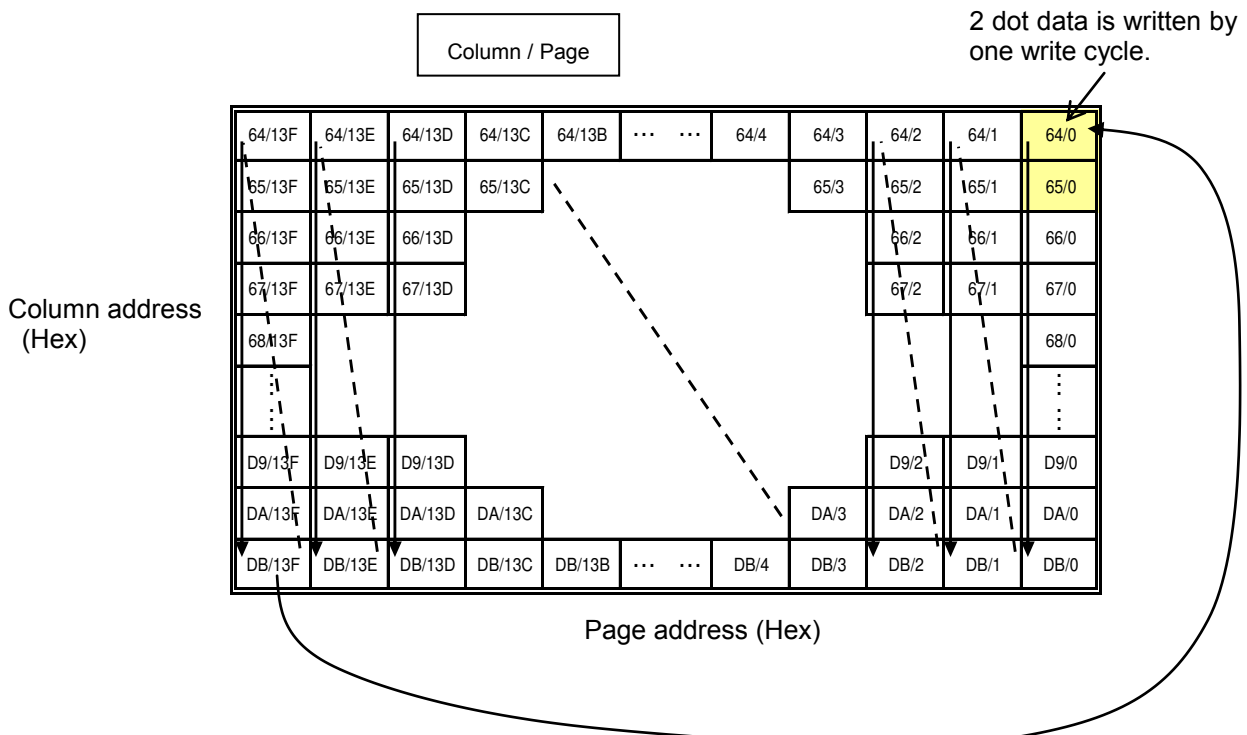 2 dot data is written by
one write cycle.
Column / Page
64/13F 64/13E 64/13D 64/13C 64/13B ... ... 64/4 64/3 64/2 64/1 64/0
65/13F 65/13E 65/13D 65/13C 65/3 65/2 65/1 65/0
66/13F 66/13E 66/13D 66/2 66/1 66/0
67/13F 67/13E 67/13D 67/2 67/1 67/0
Column address
(Hex)
68/13F 68/0
D9/13F D9/13E D9/13D D9/2 D9/1 D9/0
DA/13F DA/13E DA/13D DA/13C DA/3 DA/2 DA/1 DA/0
DB/13F DB/13E DB/13D DB/13C DB/13B ... ... DB/4 DB/3 DB/2 DB/1 DB/0
Page address (Hex)